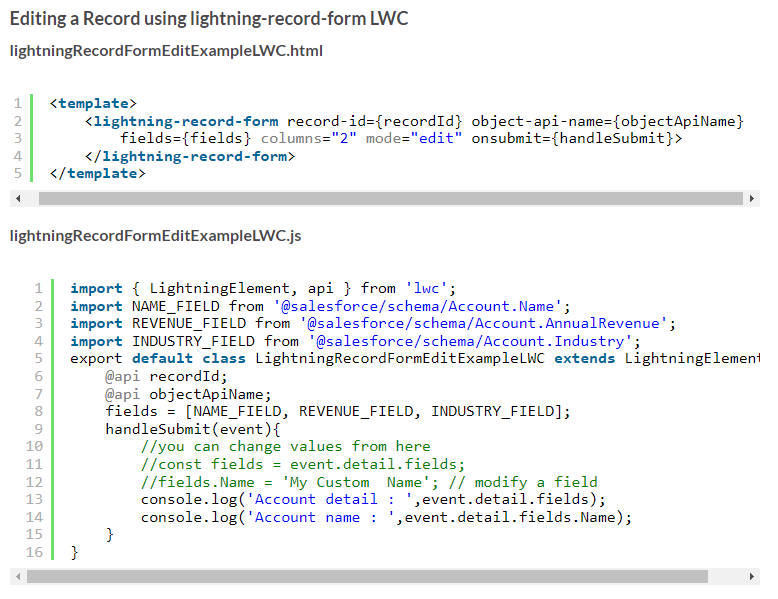 Editing a Record using lightning-record-form LWC
lightningRecordFormEditExampleLWC.html
1 <template>
2     <lightning-record-form record-id={recordId} object-api-name={objectApiName}
3         fields={fields} columns="2" mode="edit" onsubmit={handleSubmit}>
4     </lightning-record-form>
5 </template>
lightningRecordFormEditExampleLWC.js
1 import { LightningElement, api } from 'lwc';
2 import NAME_FIELD from '@salesforce/schema/Account.Name';
3 import REVENUE_FIELD from '@salesforce/schema/Account.AnnualRevenue';
4 import INDUSTRY_FIELD from '@salesforce/schema/Account.Industry';
5 export default class LightningRecordFormEditExampleLWC extends LightningElement
6     @api recordId;
7     @api objectApiName;
8     fields = [NAME_FIELD, REVENUE_FIELD, INDUSTRY_FIELD];
9     handleSubmit(event){
10         //you can change values from here
11         //const fields = event.detail.fields;
12         //fields.Name = 'My Custom  Name'; // modify a field
13         console.log('Account detail : ',event.detail.fields);
14         console.log('Account name : ',event.detail.fields.Name);
15     }
16 }